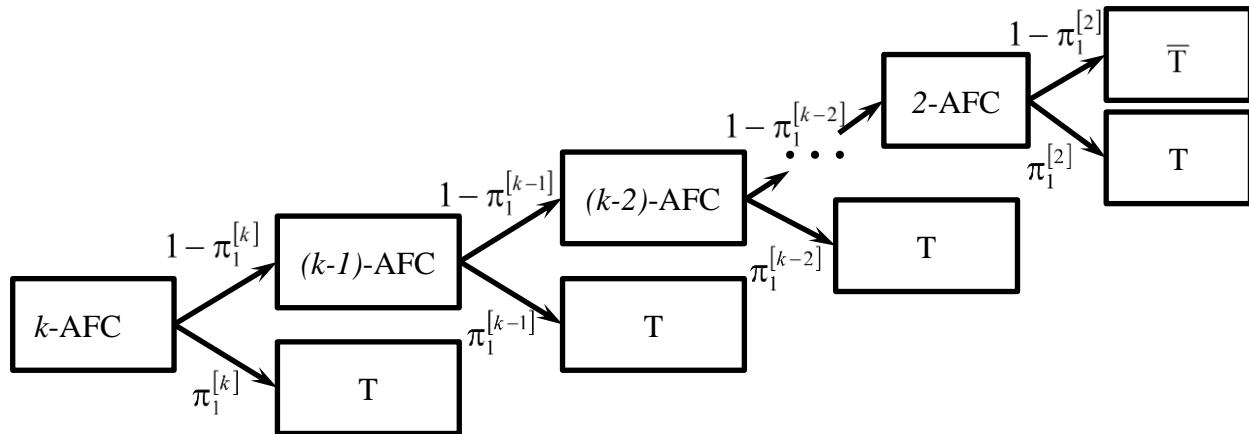 1 − π₁^[2]
T̅
2-AFC
1 − π₁^[k−2]
π₁^[2]
T
. . .
1 − π₁^[k−1]
(k-2)-AFC
1 − π₁^[k]
(k-1)-AFC
π₁^[k−2]
T
k-AFC
π₁^[k−1]
T
π₁^[k]
T